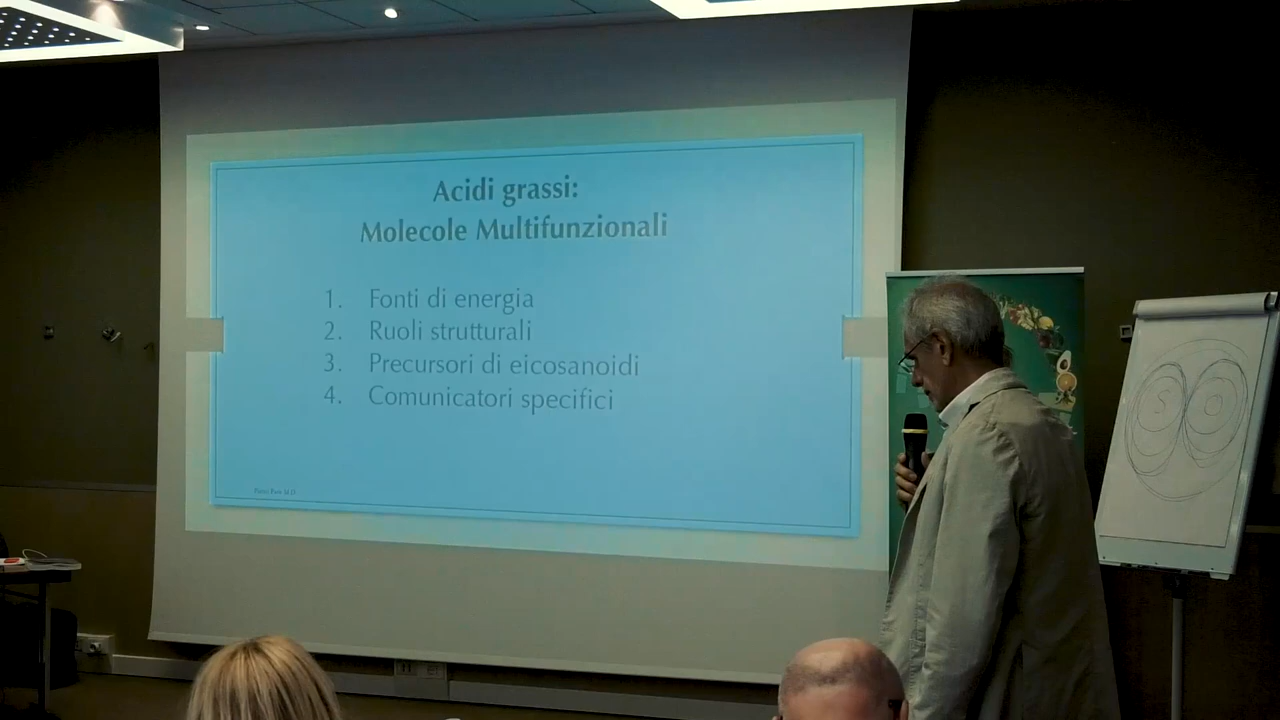 Acidi grassi:
Molecole Multifunzionali
1. Fonti di energia
2. Ruoli strutturali
3. Precursori di eicosanoidi
4. Comunicatori specifici